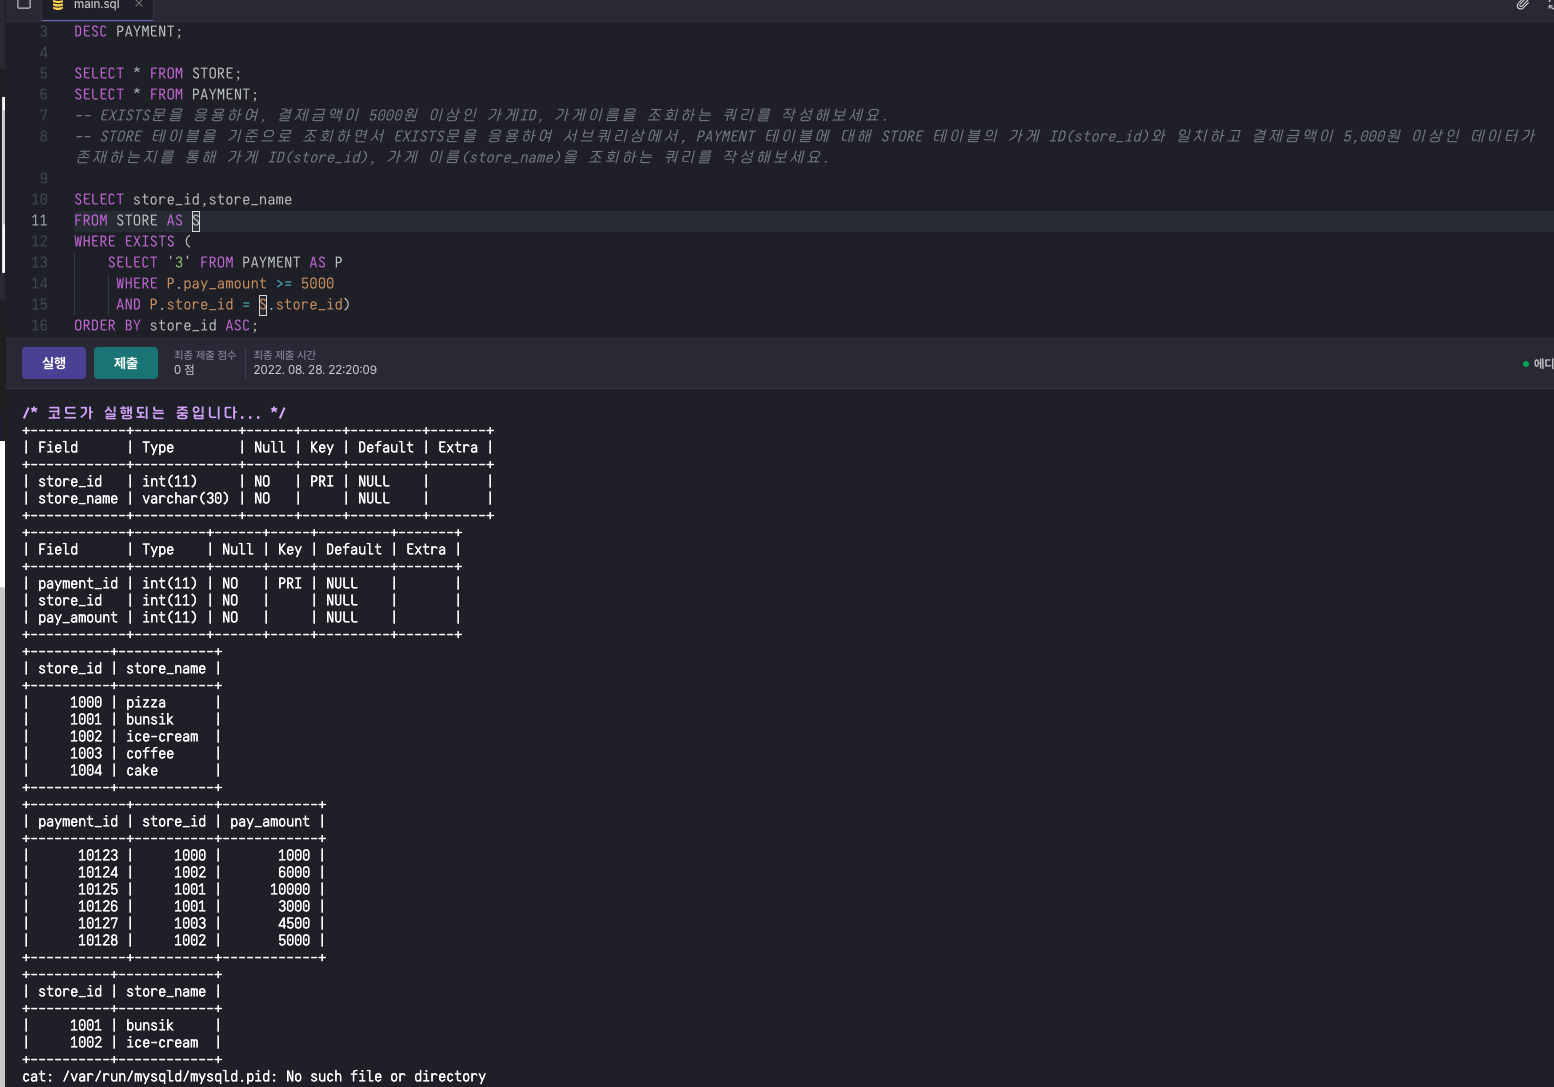 main.sql ×
3 DESC PAYMENT;
4
5 SELECT * FROM STORE;
6 SELECT * FROM PAYMENT;
7 -- EXISTS문을 응용하여, 결제금액이 5000원 이상인 가게ID, 가게이름을 조회하는 쿼리를 작성해보세요.
8 -- STORE 테이블을 기준으로 조회하면서 EXISTS문을 응용하여 서브쿼리상에서, PAYMENT 테이블에 대해 STORE 테이블의 가게 ID(store_id)와 일치하고 결제금액이 5,000원 이상인 데이터가
존재하는지를 통해 가게 ID(store_id), 가게 이름(store_name)을 조회하는 쿼리를 작성해보세요.
9
10 SELECT store_id,store_name
11 FROM STORE AS S
12 WHERE EXISTS (
13 SELECT '3' FROM PAYMENT AS P
14 WHERE P.pay_amount >= 5000
15 AND P.store_id = S.store_id)
16 ORDER BY store_id ASC;
실행 제출 최종 제출 점수 최종 제출 시간
0 점 2022. 08. 28. 22:20:09
에디
/* 코드가 실행되는 중입니다... */
+------------+-------------+------+-----+---------+-------+
| Field      | Type        | Null | Key | Default | Extra |
+------------+-------------+------+-----+---------+-------+
| store_id   | int(11)     | NO   | PRI | NULL    |       |
| store_name | varchar(30) | NO   |     | NULL    |       |
+------------+-------------+------+-----+---------+-------+
+------------+---------+------+-----+---------+-------+
| Field      | Type    | Null | Key | Default | Extra |
+------------+---------+------+-----+---------+-------+
| payment_id | int(11) | NO   | PRI | NULL    |       |
| store_id   | int(11) | NO   |     | NULL    |       |
| pay_amount | int(11) | NO   |     | NULL    |       |
+------------+---------+------+-----+---------+-------+
+----------+------------+
| store_id | store_name |
+----------+------------+
|     1000 | pizza      |
|     1001 | bunsik     |
|     1002 | ice-cream  |
|     1003 | coffee     |
|     1004 | cake       |
+----------+------------+
+------------+----------+------------+
| payment_id | store_id | pay_amount |
+------------+----------+------------+
|      10123 |     1000 |       1000 |
|      10124 |     1002 |       6000 |
|      10125 |     1001 |      10000 |
|      10126 |     1001 |       3000 |
|      10127 |     1003 |       4500 |
|      10128 |     1002 |       5000 |
+------------+----------+------------+
+----------+------------+
| store_id | store_name |
+----------+------------+
|     1001 | bunsik     |
|     1002 | ice-cream  |
+----------+------------+
cat: /var/run/mysqld/mysqld.pid: No such file or directory